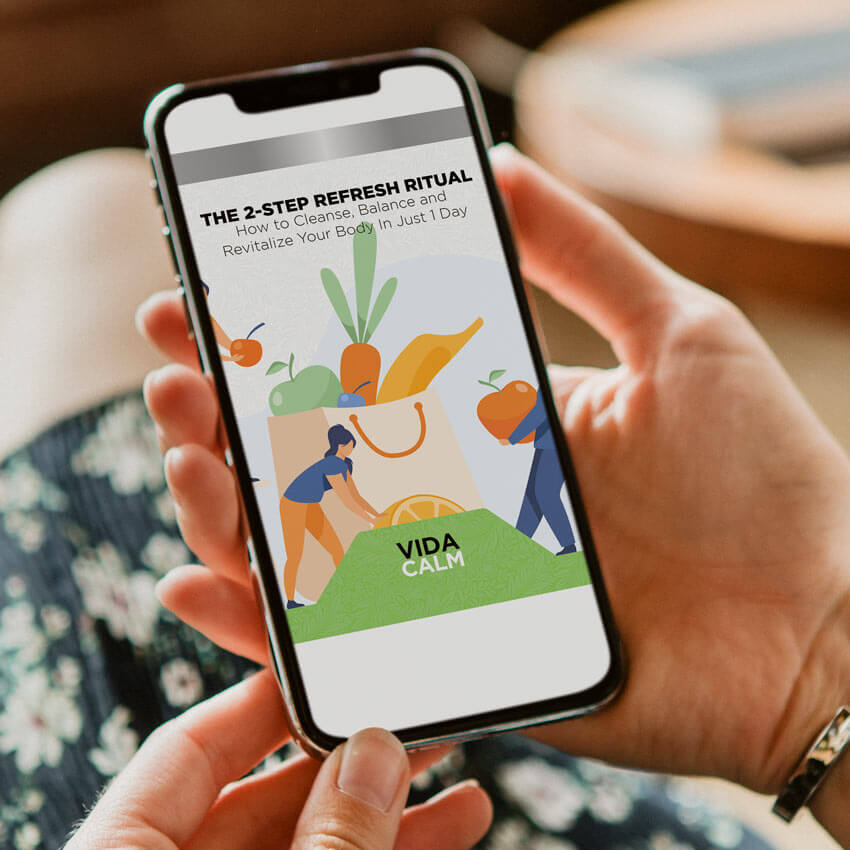 THE 2-STEP REFRESH RITUAL
How to Cleanse, Balance and
Revitalize Your Body In Just 1 Day
VIDA
CALM